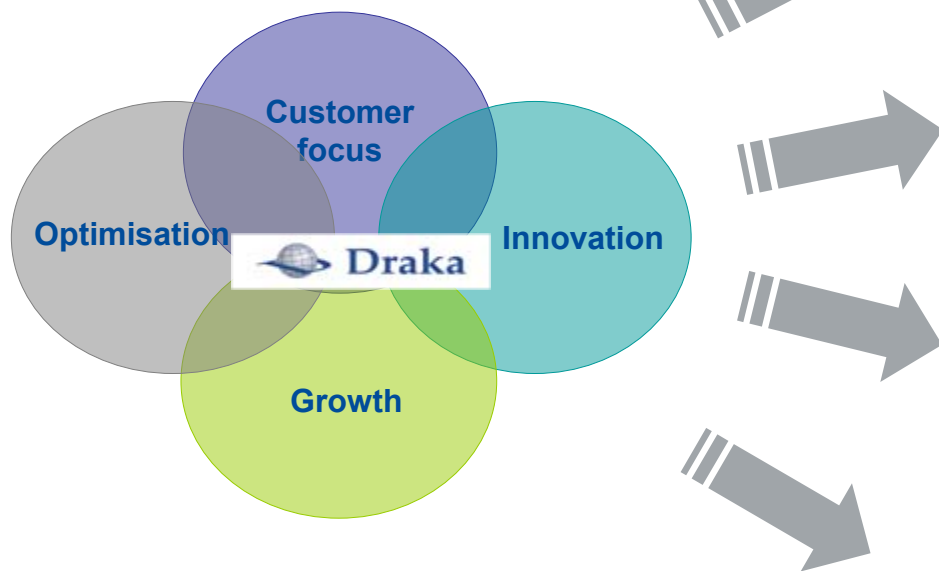 Customer
focus
Optimisation
Draka
Innovation
Growth